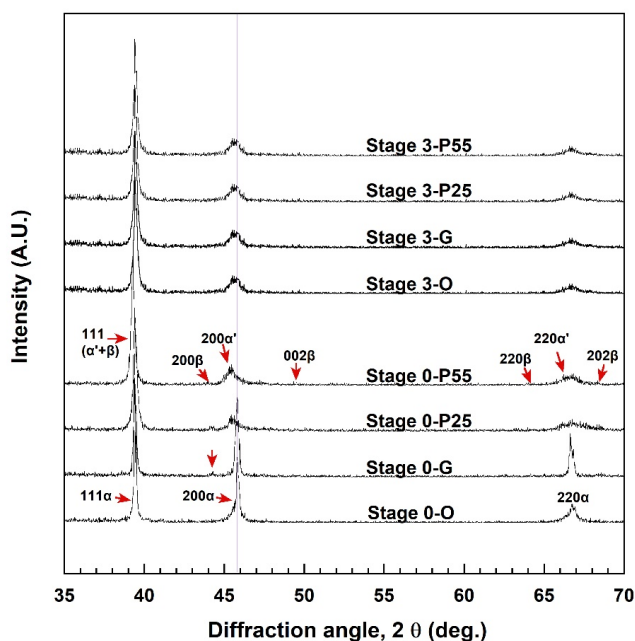 Intensity (A.U.)
Stage 3-P55
Stage 3-P25
Stage 3-G
Stage 3-O
111
(α'+β)
200β
200α'
002β
220β
220α'
202β
Stage 0-P55
Stage 0-P25
Stage 0-G
111α
200α
Stage 0-O
220α
35 40 45 50 55 60 65 70
Diffraction angle, 2 θ (deg.)